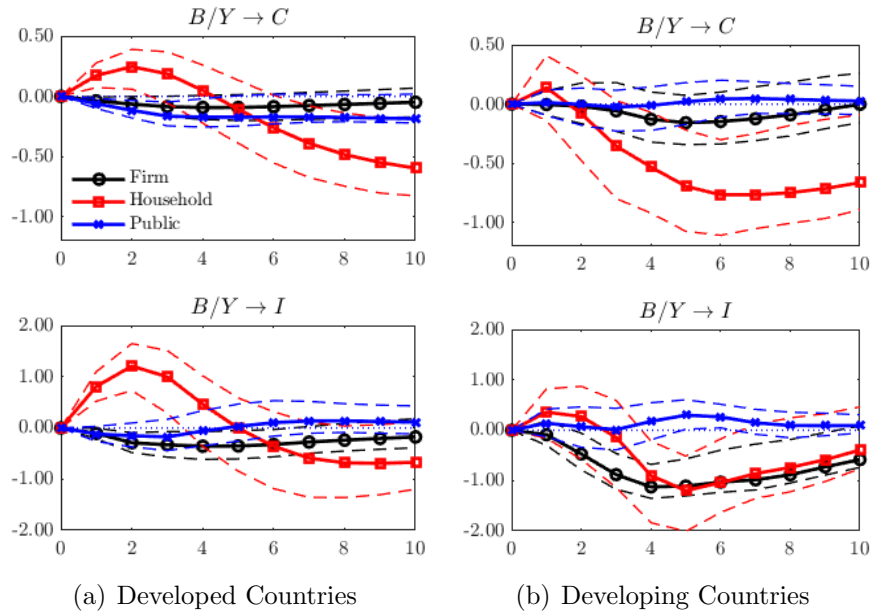 B/Y → C
0.50
0.00
-0.50
-1.00
Firm
Household
Public
0 2 4 6 8 10
B/Y → C
0.50
0.00
-0.50
-1.00
0 2 4 6 8 10
B/Y → I
2.00
1.00
0.00
-1.00
-2.00
0 2 4 6 8 10
B/Y → I
2.00
1.00
0.00
-1.00
-2.00
0 2 4 6 8 10
(a) Developed Countries
(b) Developing Countries